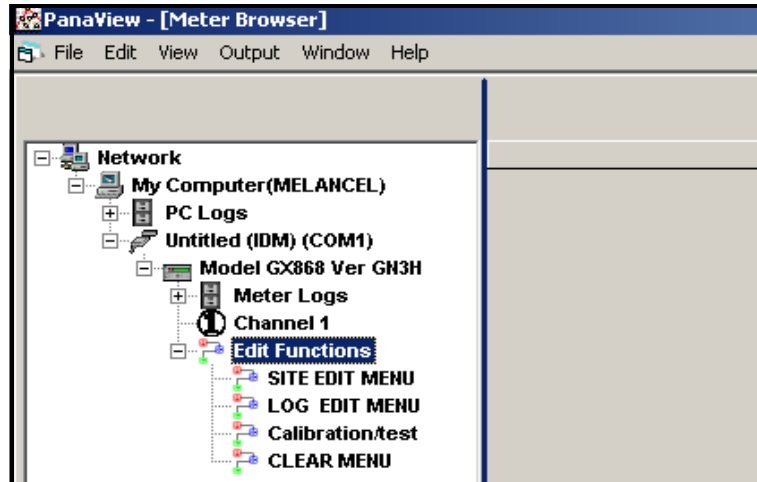 PanaView - [Meter Browser]
File Edit View Output Window Help
Network
My Computer(MELANCEL)
PC Logs
Untitled (IDM) (COM1)
Model GX868 Ver GN3H
Meter Logs
1 Channel 1
Edit Functions
SITE EDIT MENU
LOG EDIT MENU
Calibration/test
CLEAR MENU